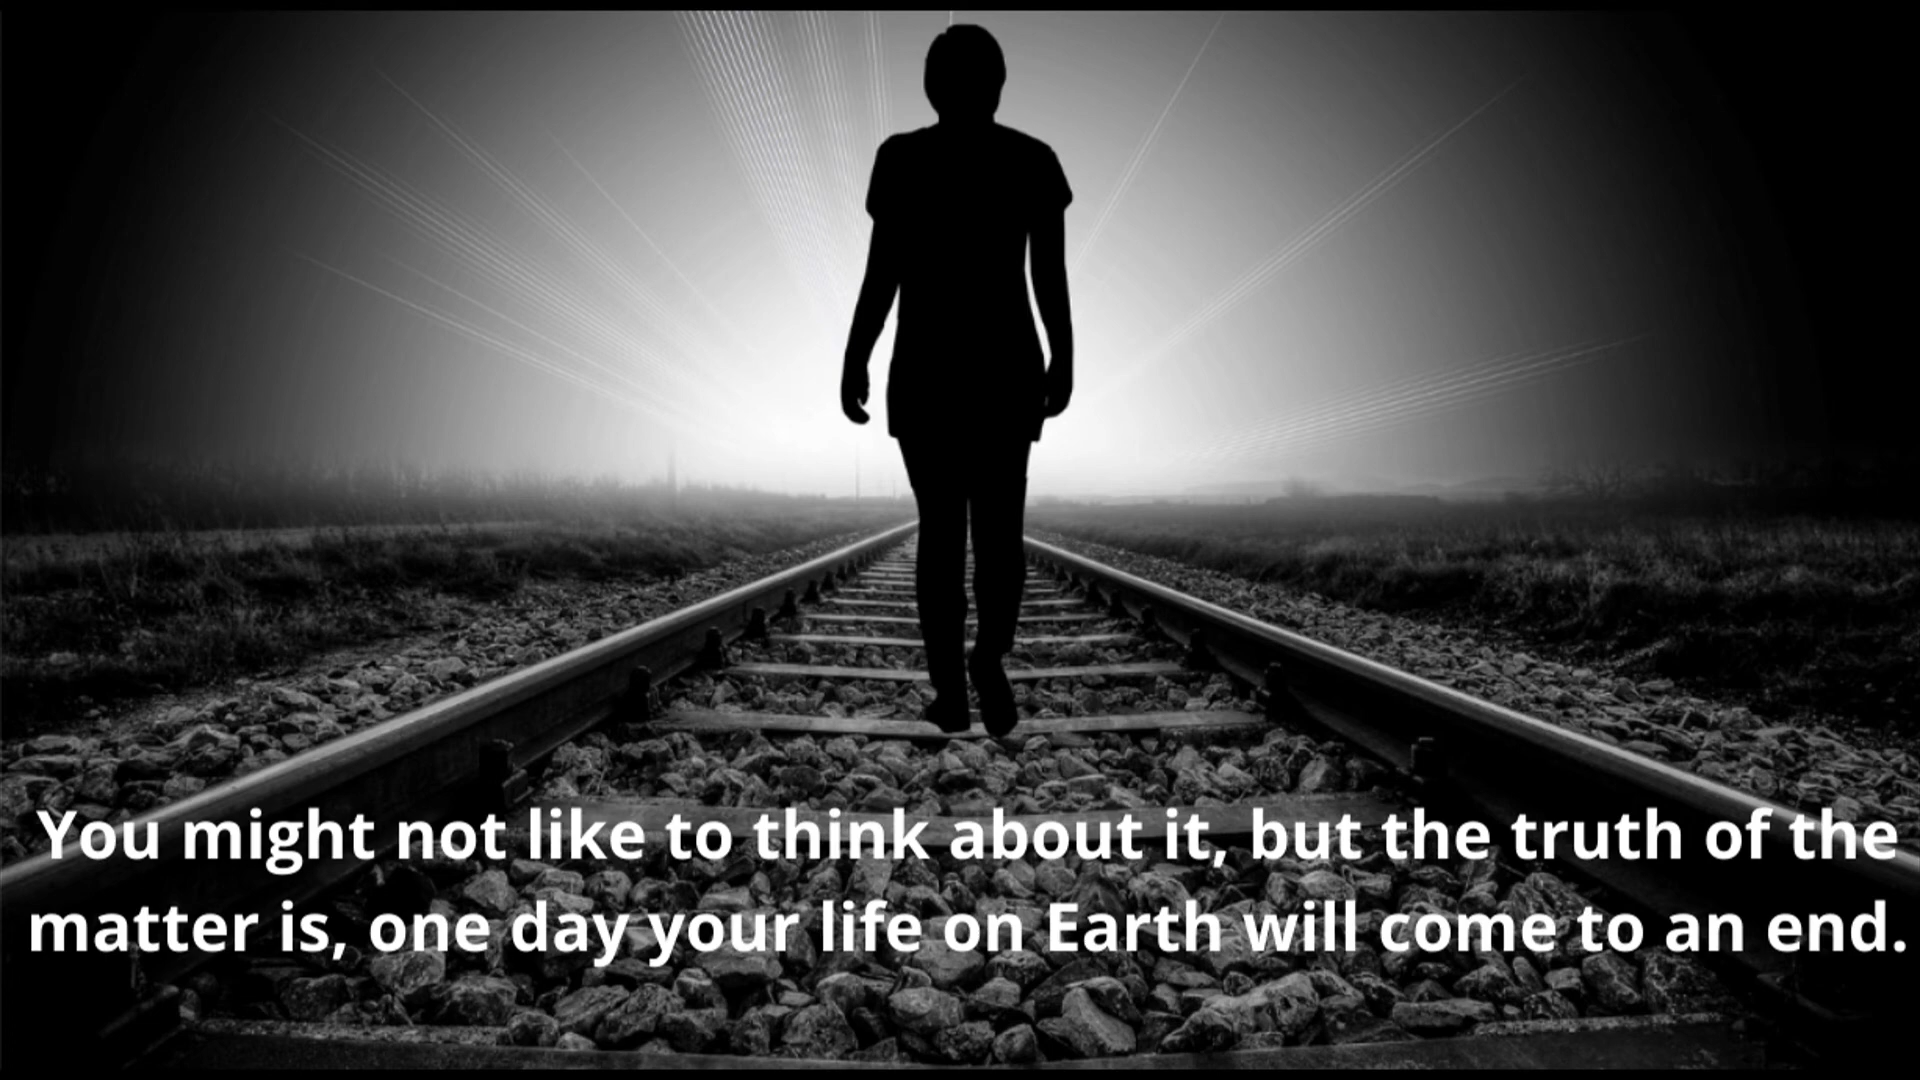 You might not like to think about it, but the truth of the
matter is, one day your life on Earth will come to an end.